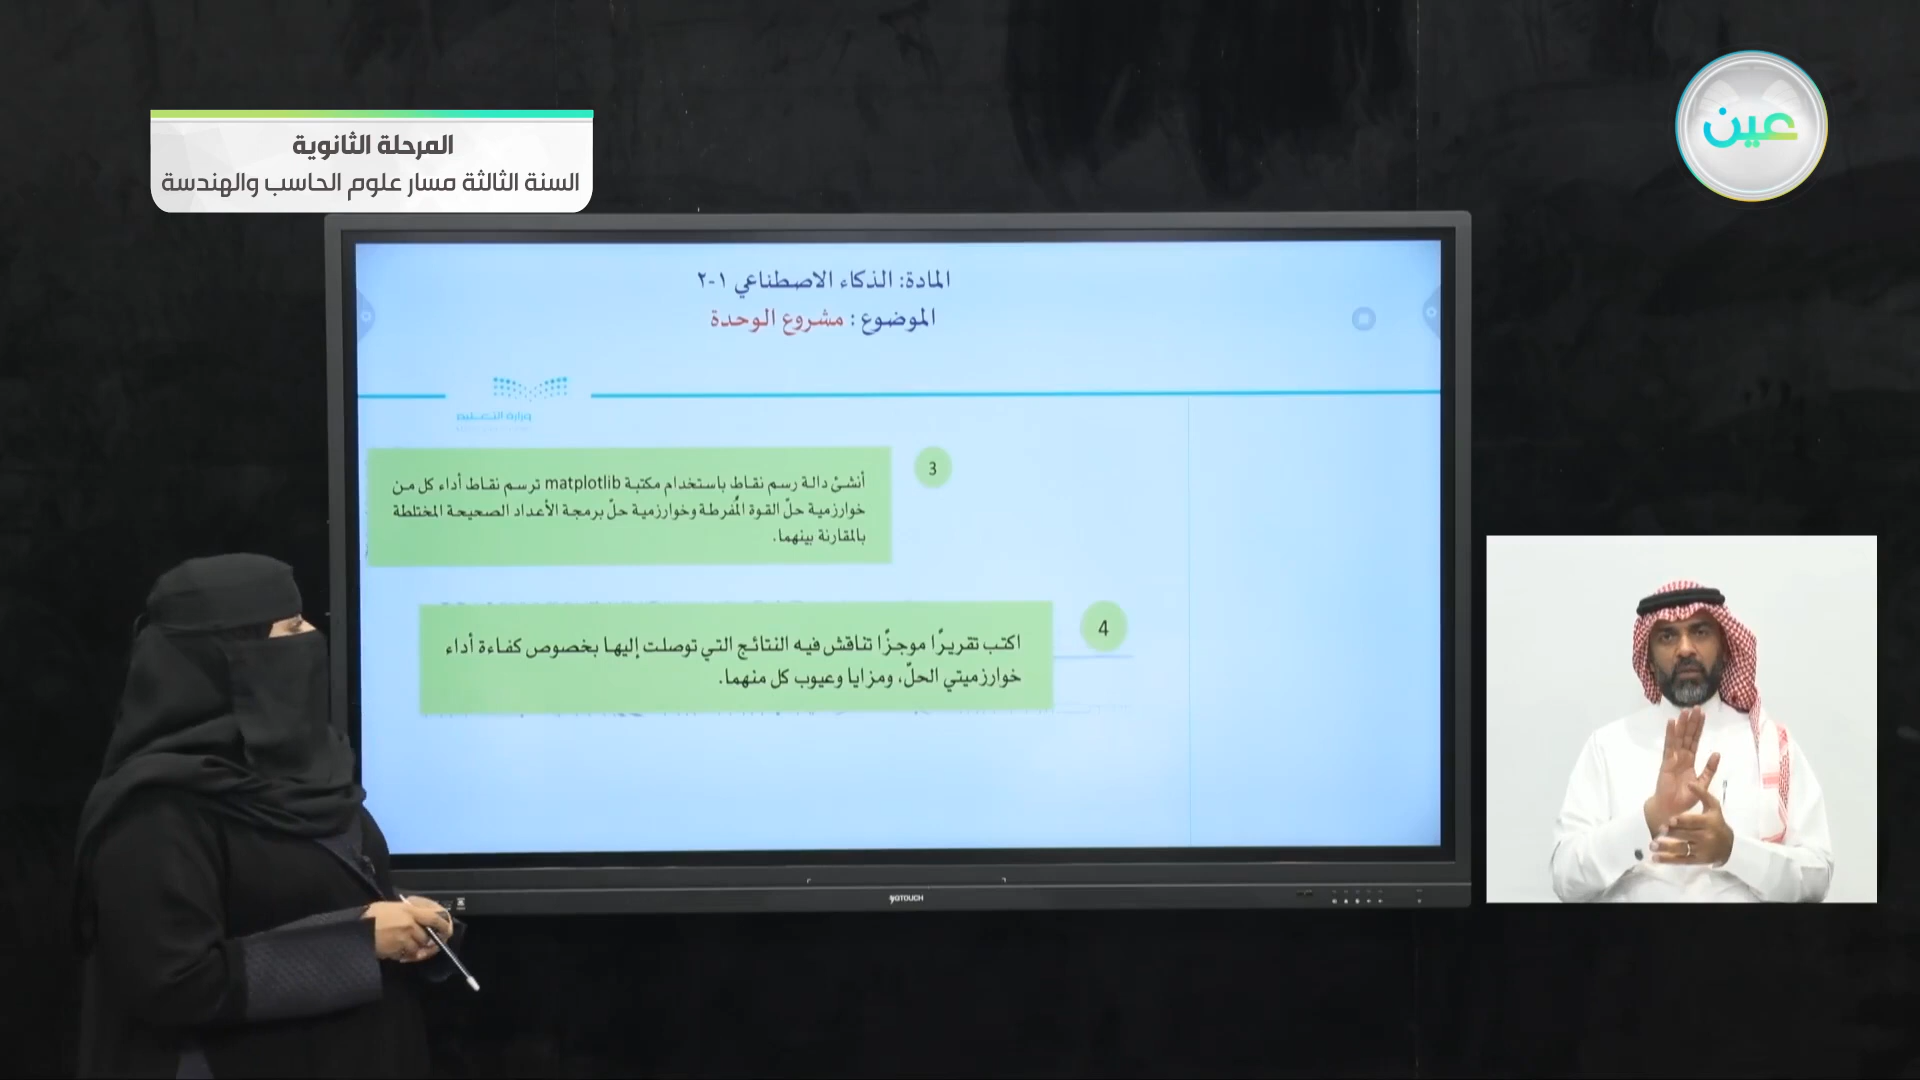 المرحلة الثانوية
السنة الثالثة مسار علوم الحاسب والهندسة
عين
المادة: الذكاء الاصطناعي ١-٢
الموضوع : مشروع الوحدة
وزارة التعليم
3
أنشئ دالة رسم نقاط باستخدام مكتبة matplotlib ترسم نقاط أداء كل من
خوارزمية حلّ القوة المُفرطة وخوارزمية حلّ برمجة الأعداد الصحيحة المختلطة
بالمقارنة بينهما.
4
اكتب تقريرًا موجزًا تناقش فيه النتائج التي توصلت إليها بخصوص كفاءة أداء
خوارزميتي الحلّ، ومزايا وعيوب كل منهما.
GTOUCH